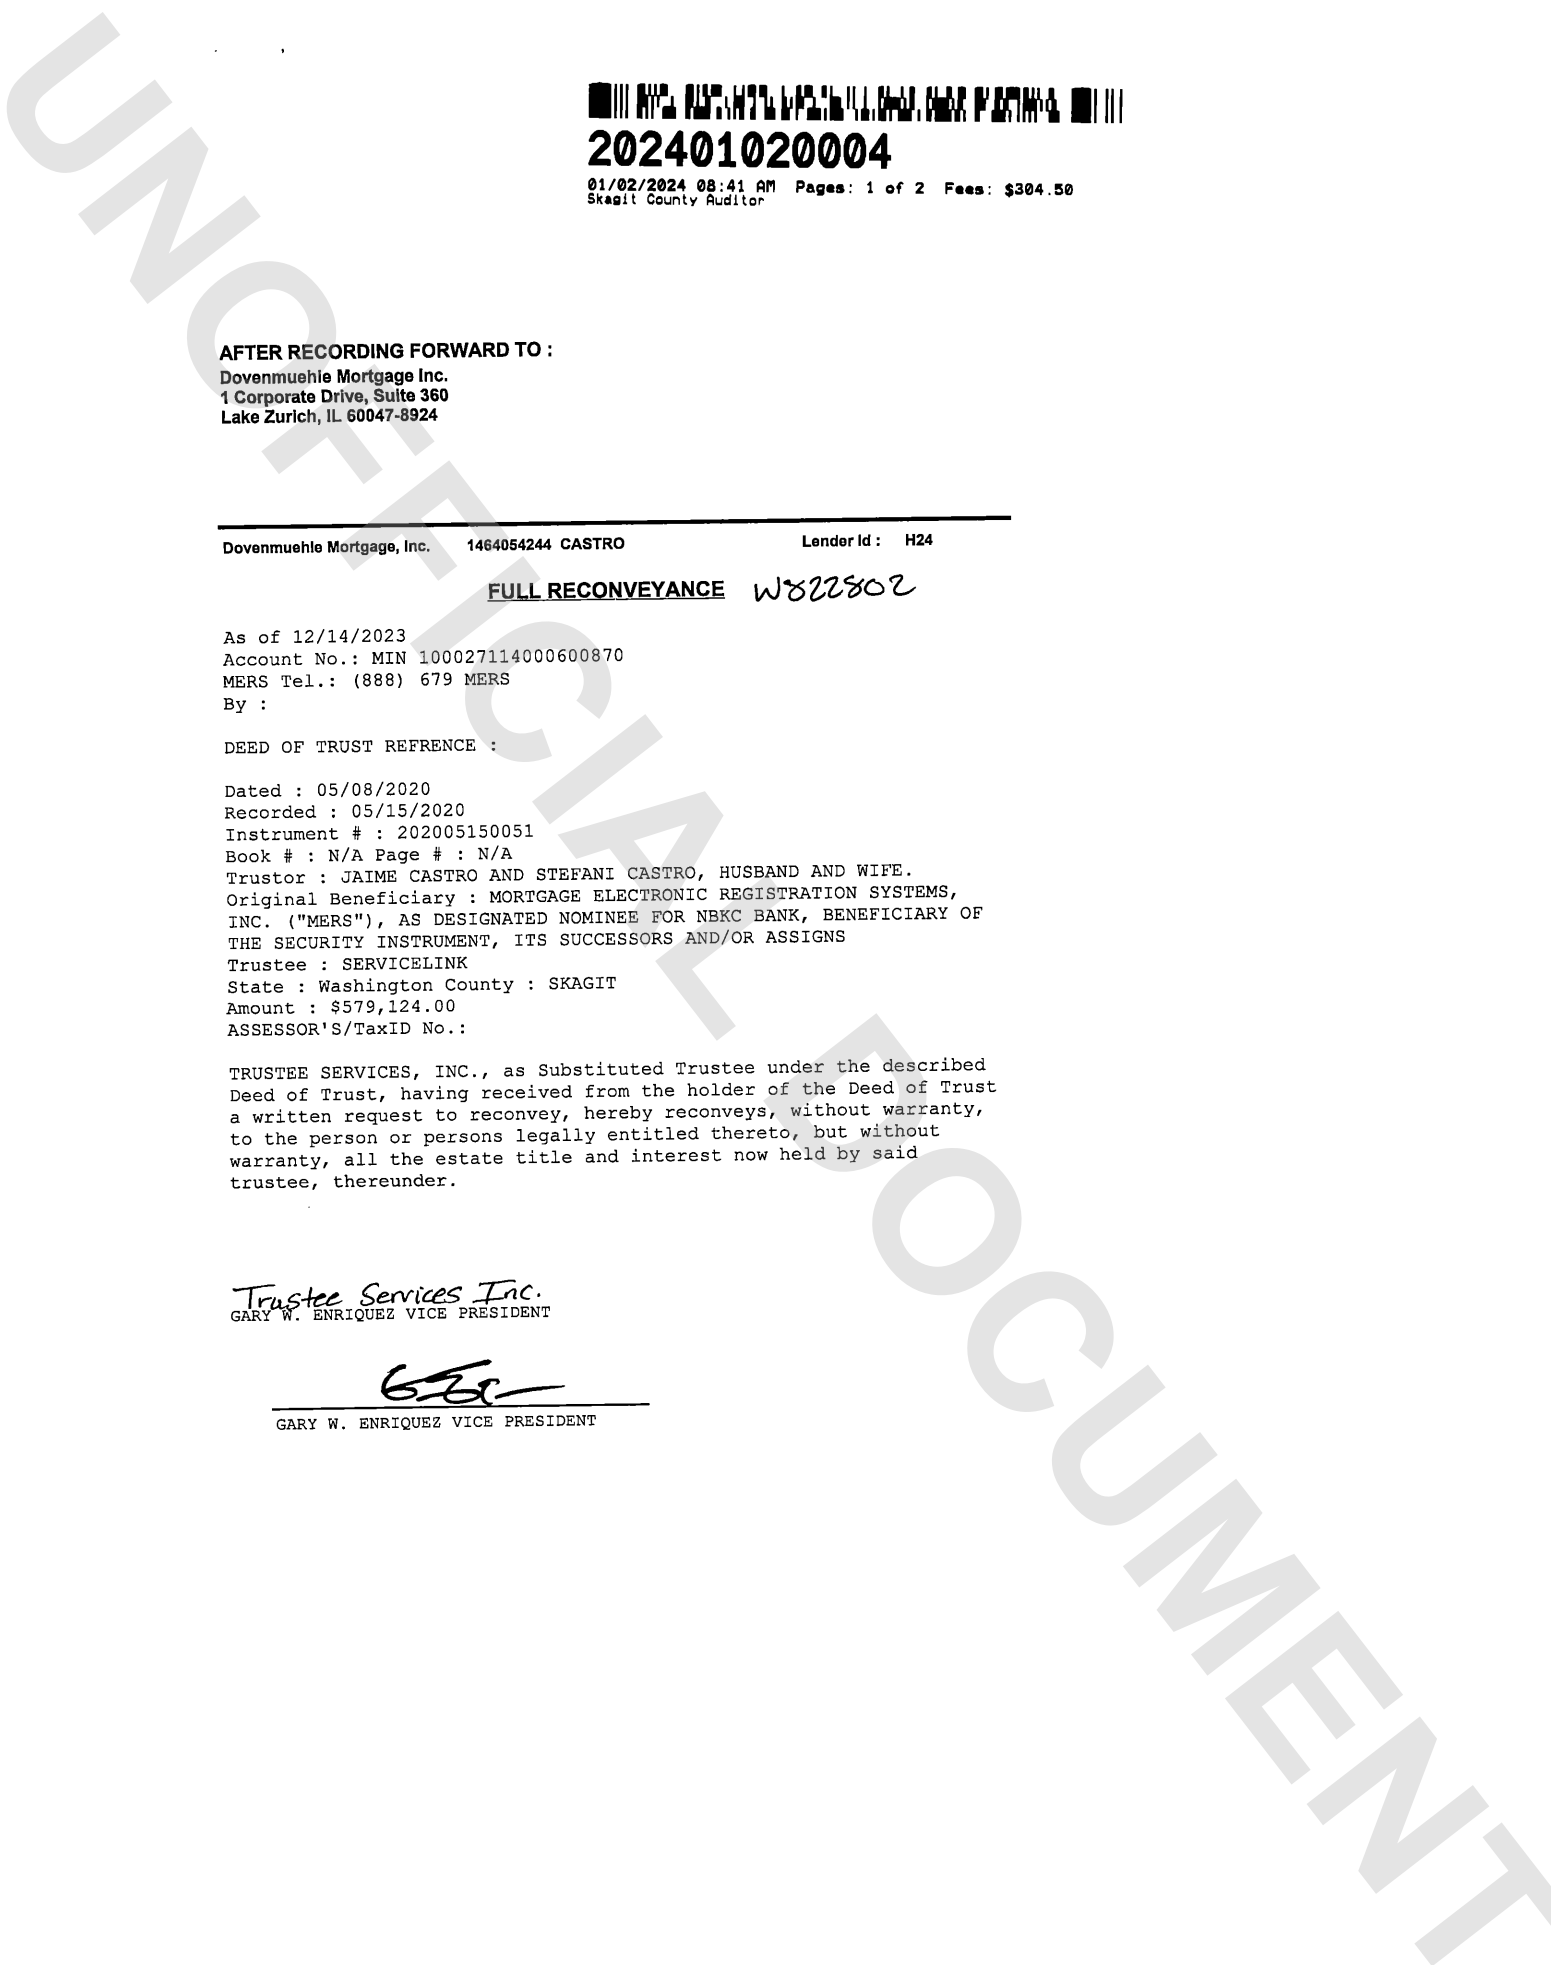 202401020004
01/02/2024 08:41 AM Pages: 1 of 2 Fees: $304.50
Skagit County Auditor
AFTER RECORDING FORWARD TO :
Dovenmuehle Mortgage Inc.
1 Corporate Drive, Suite 360
Lake Zurich, IL 60047-8924
Dovenmuehle Mortgage, Inc. 1464054244 CASTRO Lender Id : H24
FULL RECONVEYANCE W822802
As of 12/14/2023
Account No.: MIN 100027114000600870
MERS Tel.: (888) 679 MERS
By :
DEED OF TRUST REFRENCE :
Dated : 05/08/2020
Recorded : 05/15/2020
Instrument # : 202005150051
Book # : N/A Page # : N/A
Trustor : JAIME CASTRO AND STEFANI CASTRO, HUSBAND AND WIFE.
Original Beneficiary : MORTGAGE ELECTRONIC REGISTRATION SYSTEMS,
INC. ("MERS"), AS DESIGNATED NOMINEE FOR NBKC BANK, BENEFICIARY OF
THE SECURITY INSTRUMENT, ITS SUCCESSORS AND/OR ASSIGNS
Trustee : SERVICELINK
State : Washington County : SKAGIT
Amount : $579,124.00
ASSESSOR'S/TaxID No.:
TRUSTEE SERVICES, INC., as Substituted Trustee under the described
Deed of Trust, having received from the holder of the Deed of Trust
a written request to reconvey, hereby reconveys, without warranty,
to the person or persons legally entitled thereto, but without
warranty, all the estate title and interest now held by said
trustee, thereunder.
Trustee Services Inc.
GARY W. ENRIQUEZ VICE PRESIDENT
GARY W. ENRIQUEZ VICE PRESIDENT
UNOFFICIAL DOCUMENT